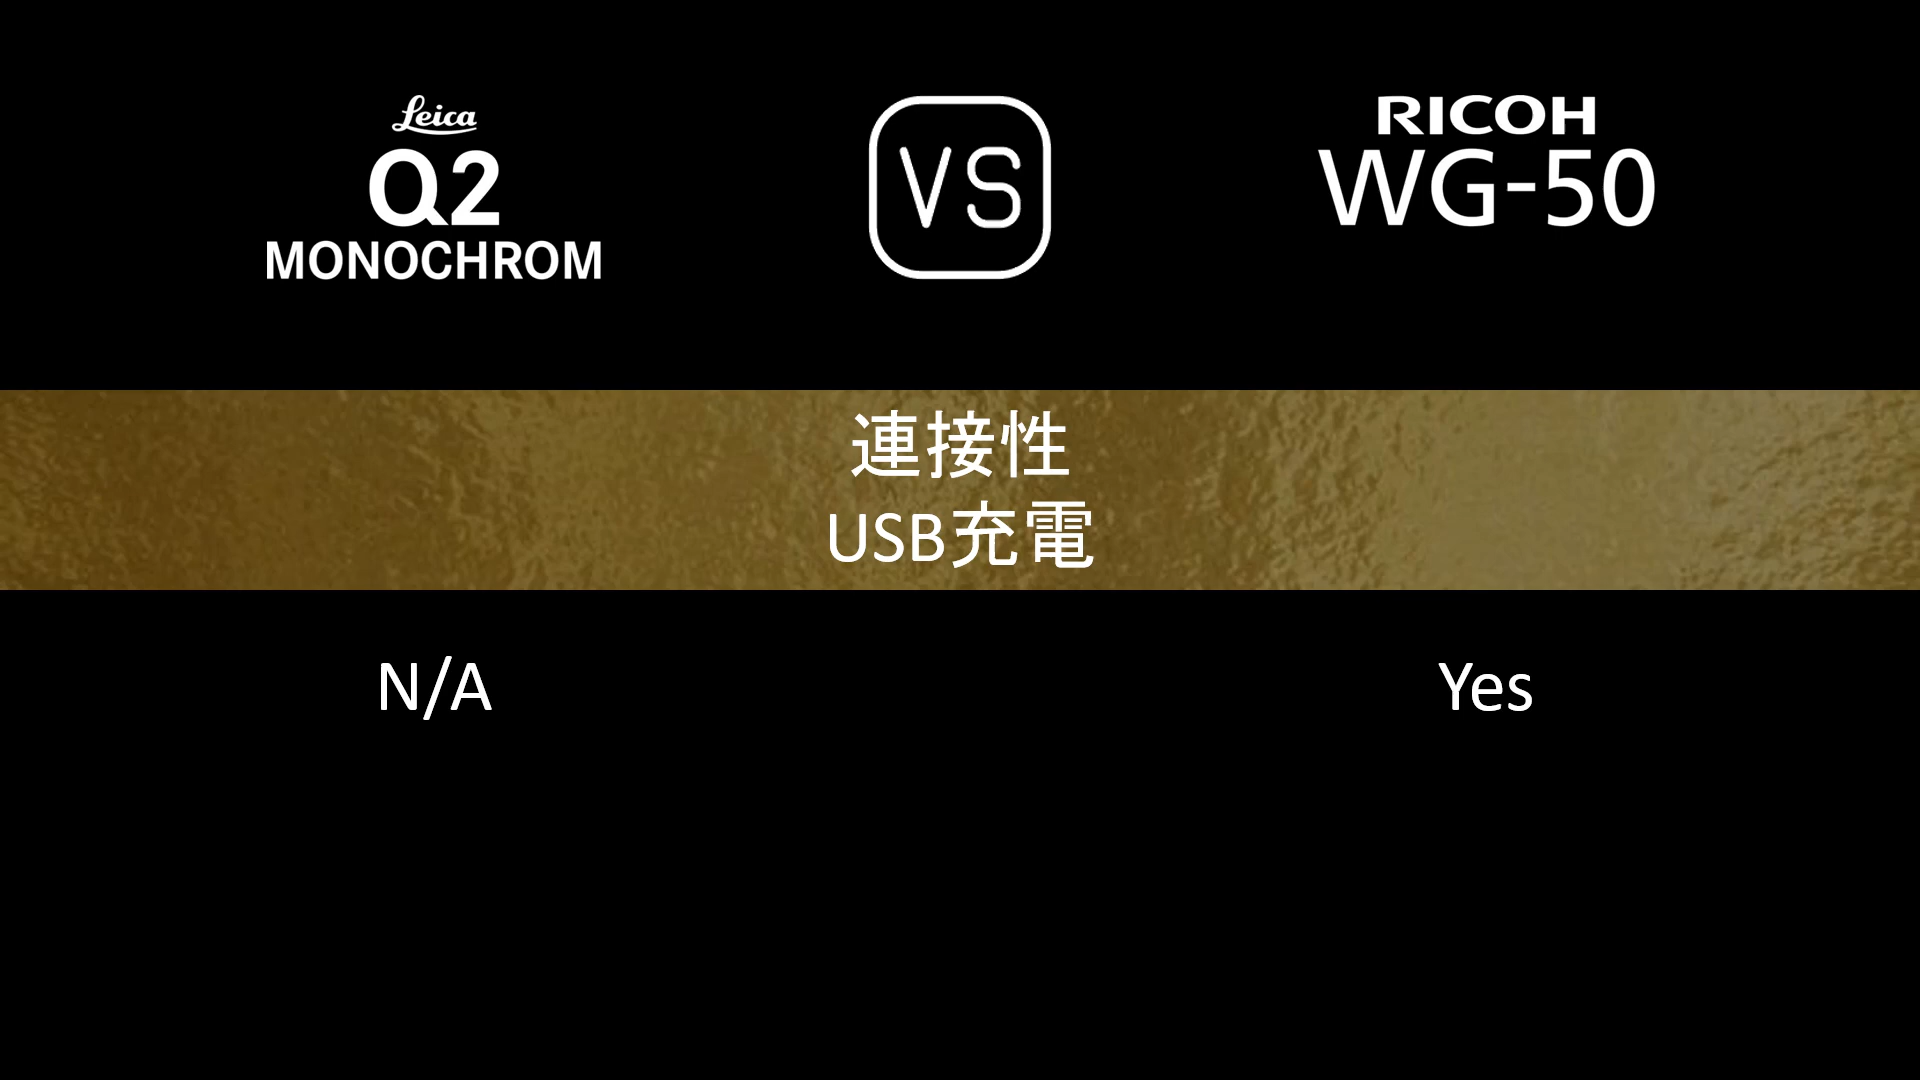 Leica
Q2
MONOCHROM
VS
RICOH
WG-50
連接性
USB充電
N/A
Yes